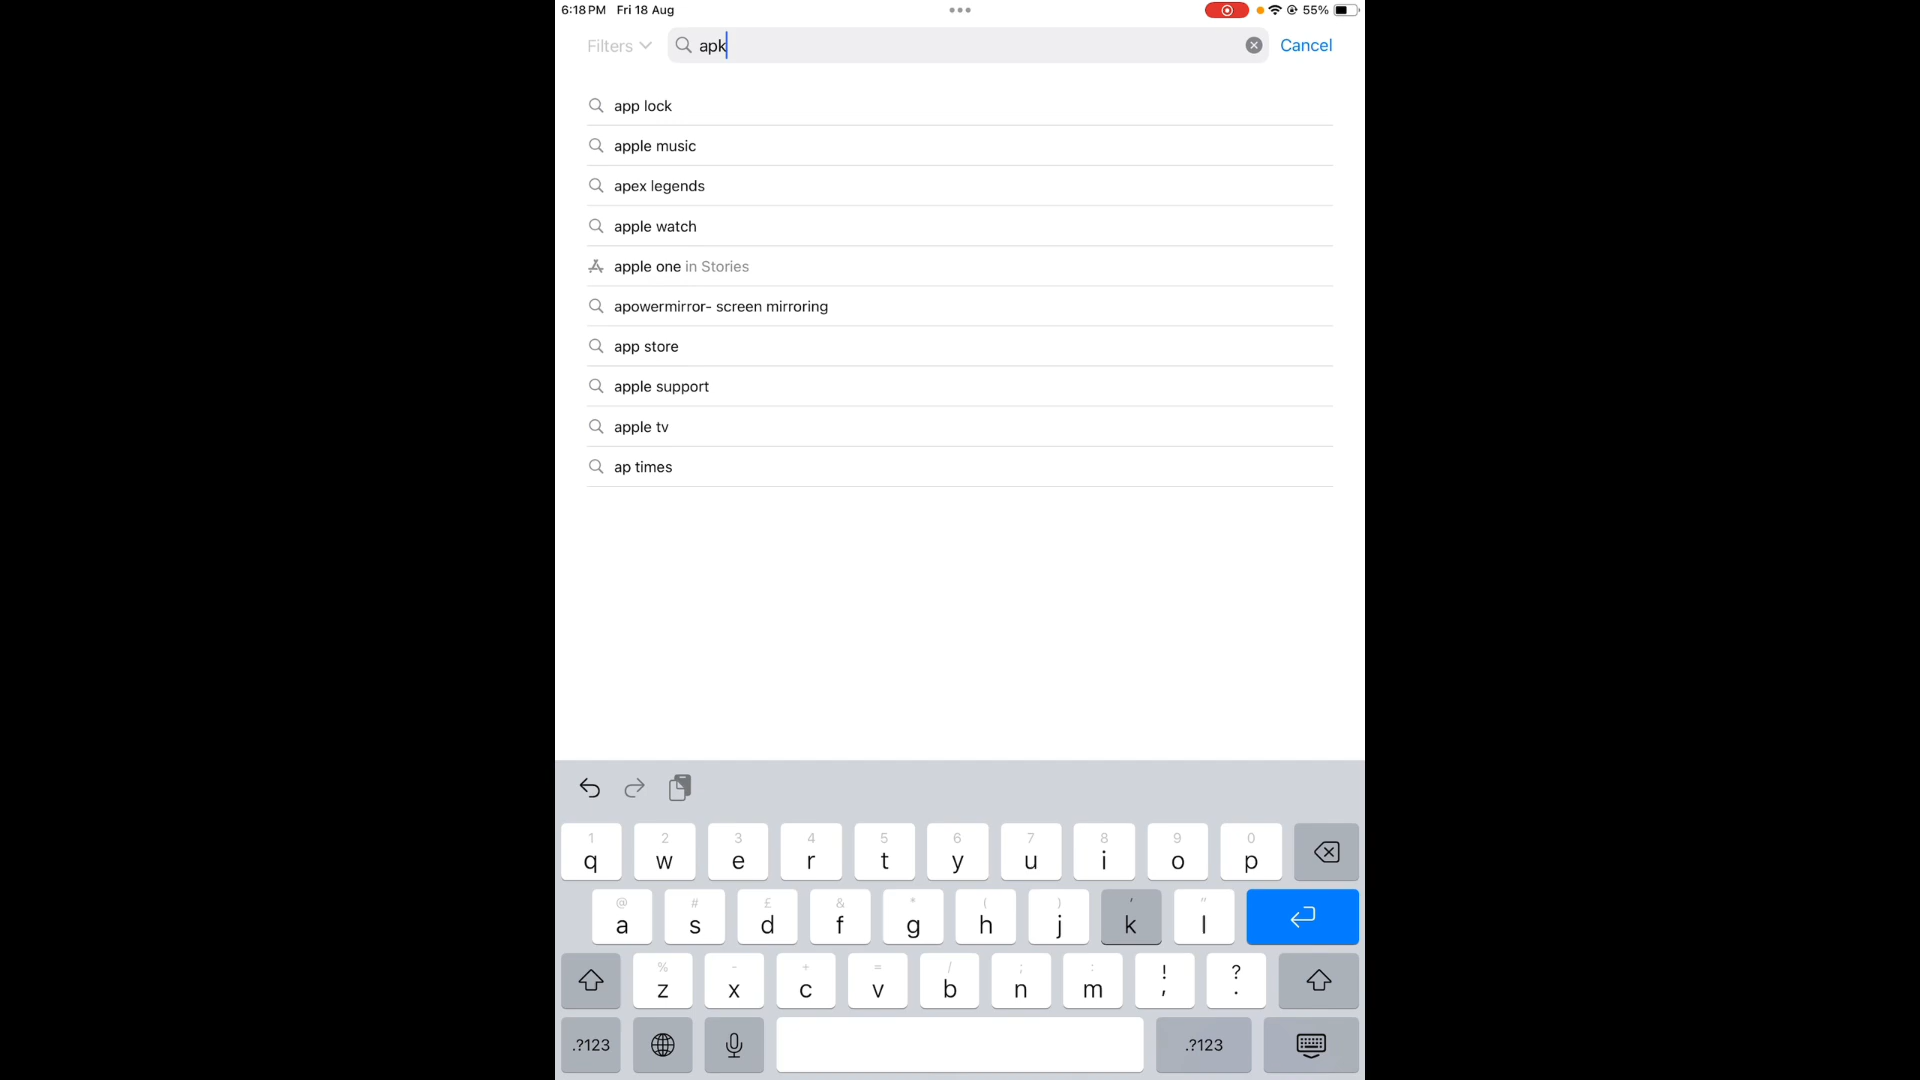 6:18 PM Fri 18 Aug 55%
Filters apk Cancel
app lock
apple music
apex legends
apple watch
apple one in Stories
apowermirror- screen mirroring
app store
apple support
apple tv
ap times
1 2 3 4 5 6 7 8 9 0
q w e r t y u i o p
@ # £ & * ( ) ' "
a s d f g h j k l
% - + = / ; : ! ?
z x c v b n m , .
.?123 .?123